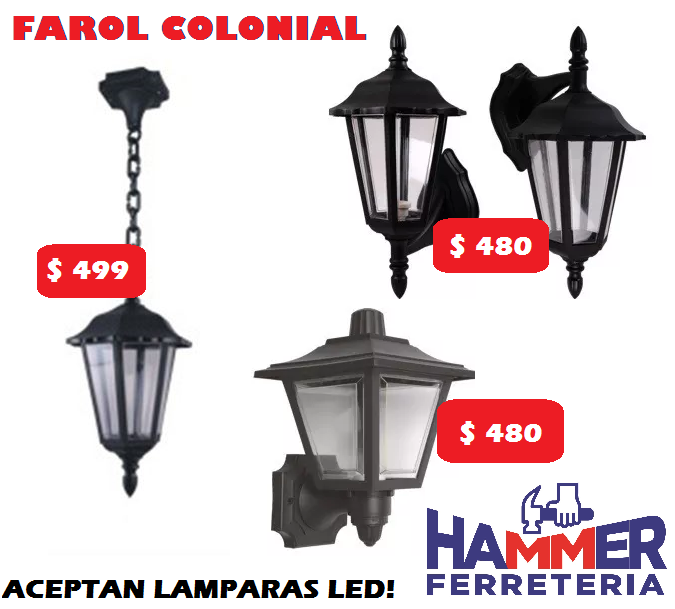 FAROL COLONIAL
$ 499
$ 480
$ 480
HAMMER
FERRETERIA
ACEPTAN LAMPARAS LED!